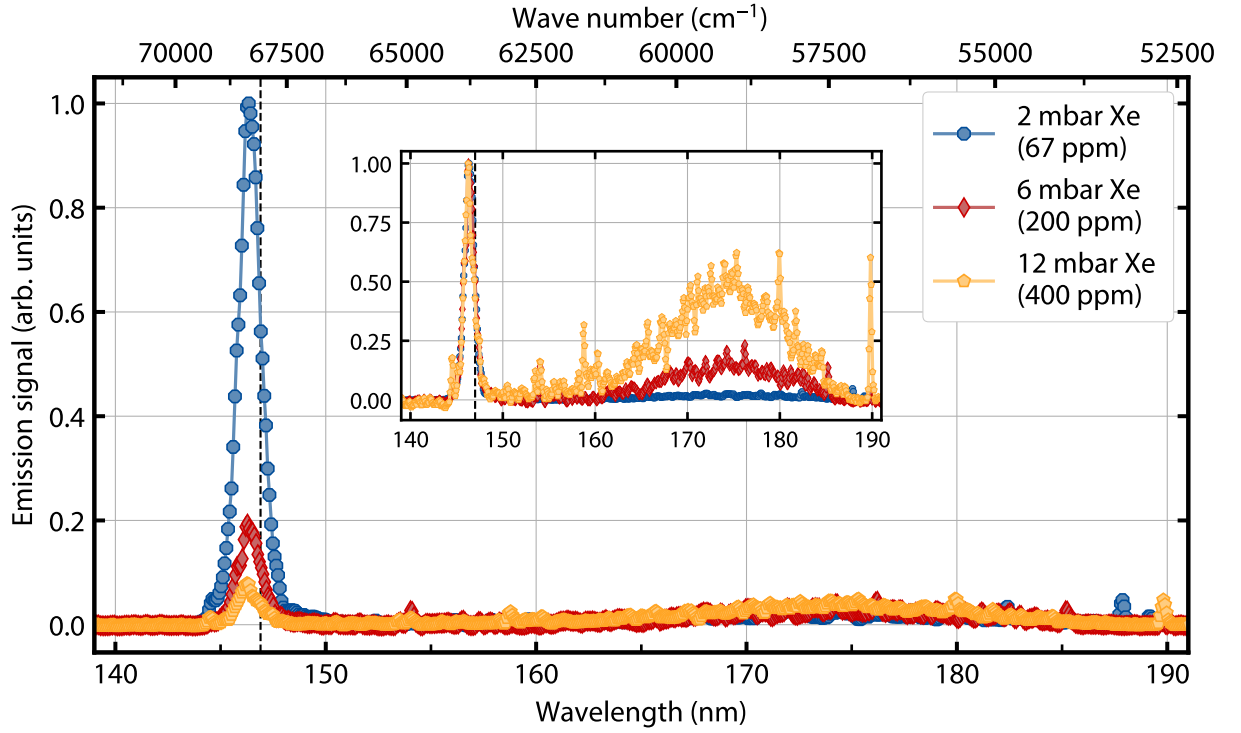 Wave number (cm⁻¹)
70000 67500 65000 62500 60000 57500 55000 52500
Emission signal (arb. units)
1.0
0.8
0.6
0.4
0.2
0.0
140 150 160 170 180 190
Wavelength (nm)
1.00
0.75
0.50
0.25
0.00
140 150 160 170 180 190
2 mbar Xe
(67 ppm)
6 mbar Xe
(200 ppm)
12 mbar Xe
(400 ppm)